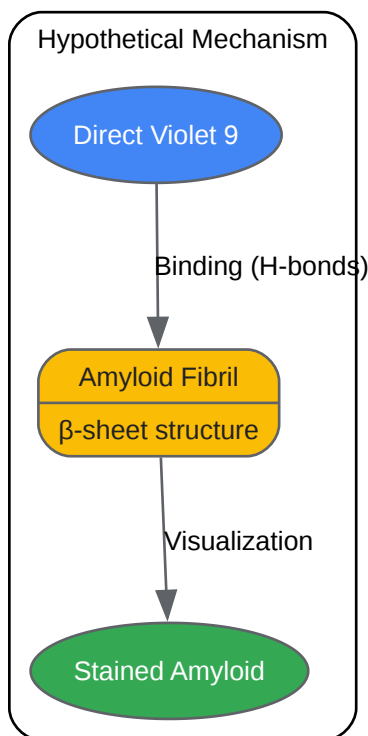 Hypothetical Mechanism
Direct Violet 9
Binding (H-bonds)
Amyloid Fibril
β-sheet structure
Visualization
Stained Amyloid